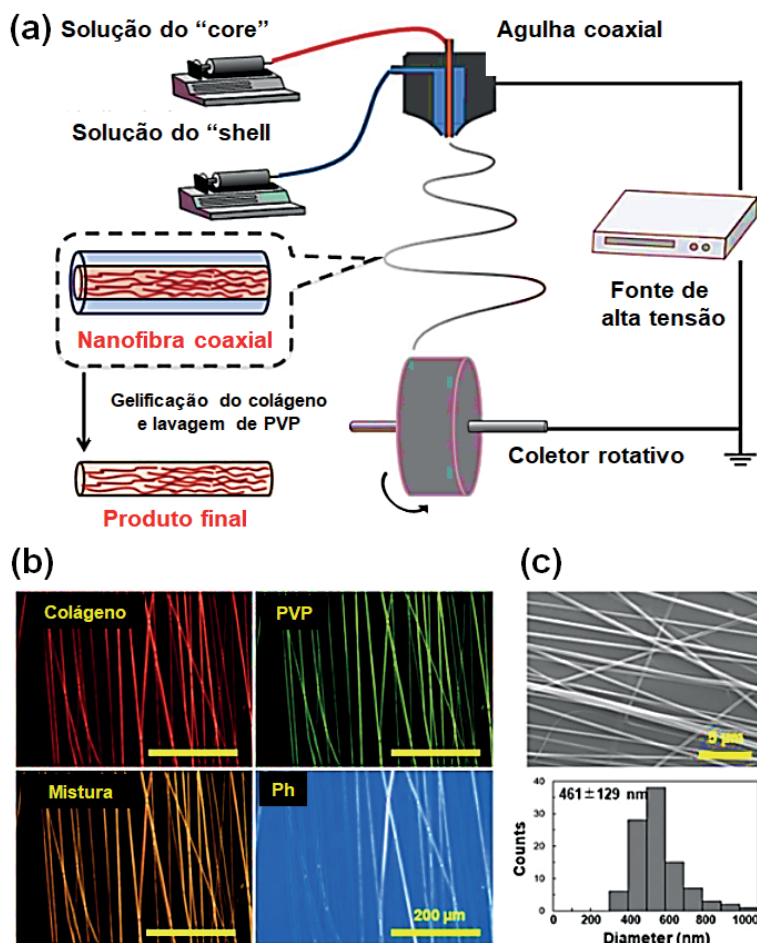 (a)
Solução do “core”
Agulha coaxial
Solução do “shell
Fonte de
alta tensão
Nanofibra coaxial
Gelificação do colágeno
e lavagem de PVP
Coletor rotativo
Produto final
(b)
Colágeno
PVP
Mistura
Ph
200 µm
(c)
5 µm
461±129 nm
Counts
40
30
20
10
0
0 200 400 600 800 1000
Diameter (nm)